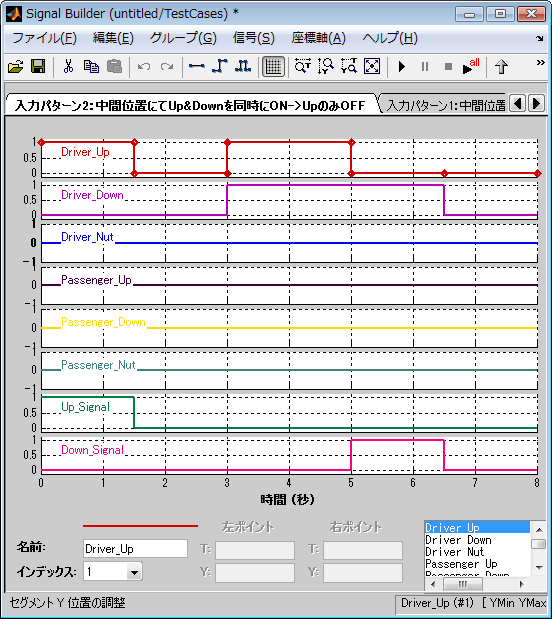 Signal Builder (untitled/TestCases) *
ファイル(F) 編集(E) グループ(G) 信号(S) 座標軸(A) ヘルプ(H)
all
入力パターン2: 中間位置にてUp&Downを同時にON->UpのみOFF 入力パターン1: 中間位置
1
0.5
0
Driver_Up
1
0.5
0
Driver_Down
1
0
-1
Driver_Nut
1
0
-1
Passenger_Up
1
0
-1
Passenger_Down
1
0
-1
Passenger_Nut
1
0.5
0
Up_Signal
1
0.5
0
Down_Signal
0 1 2 3 4 5 6 7 8
時間 (秒)
左ポイント 右ポイント
名前: Driver_Up T: T:
インデックス: 1 Y: Y:
Driver Up
Driver Down
Driver Nut
Passenger Up
Passenger Down
セグメント Y 位置の調整 Driver_Up (#1) [ YMin YMax